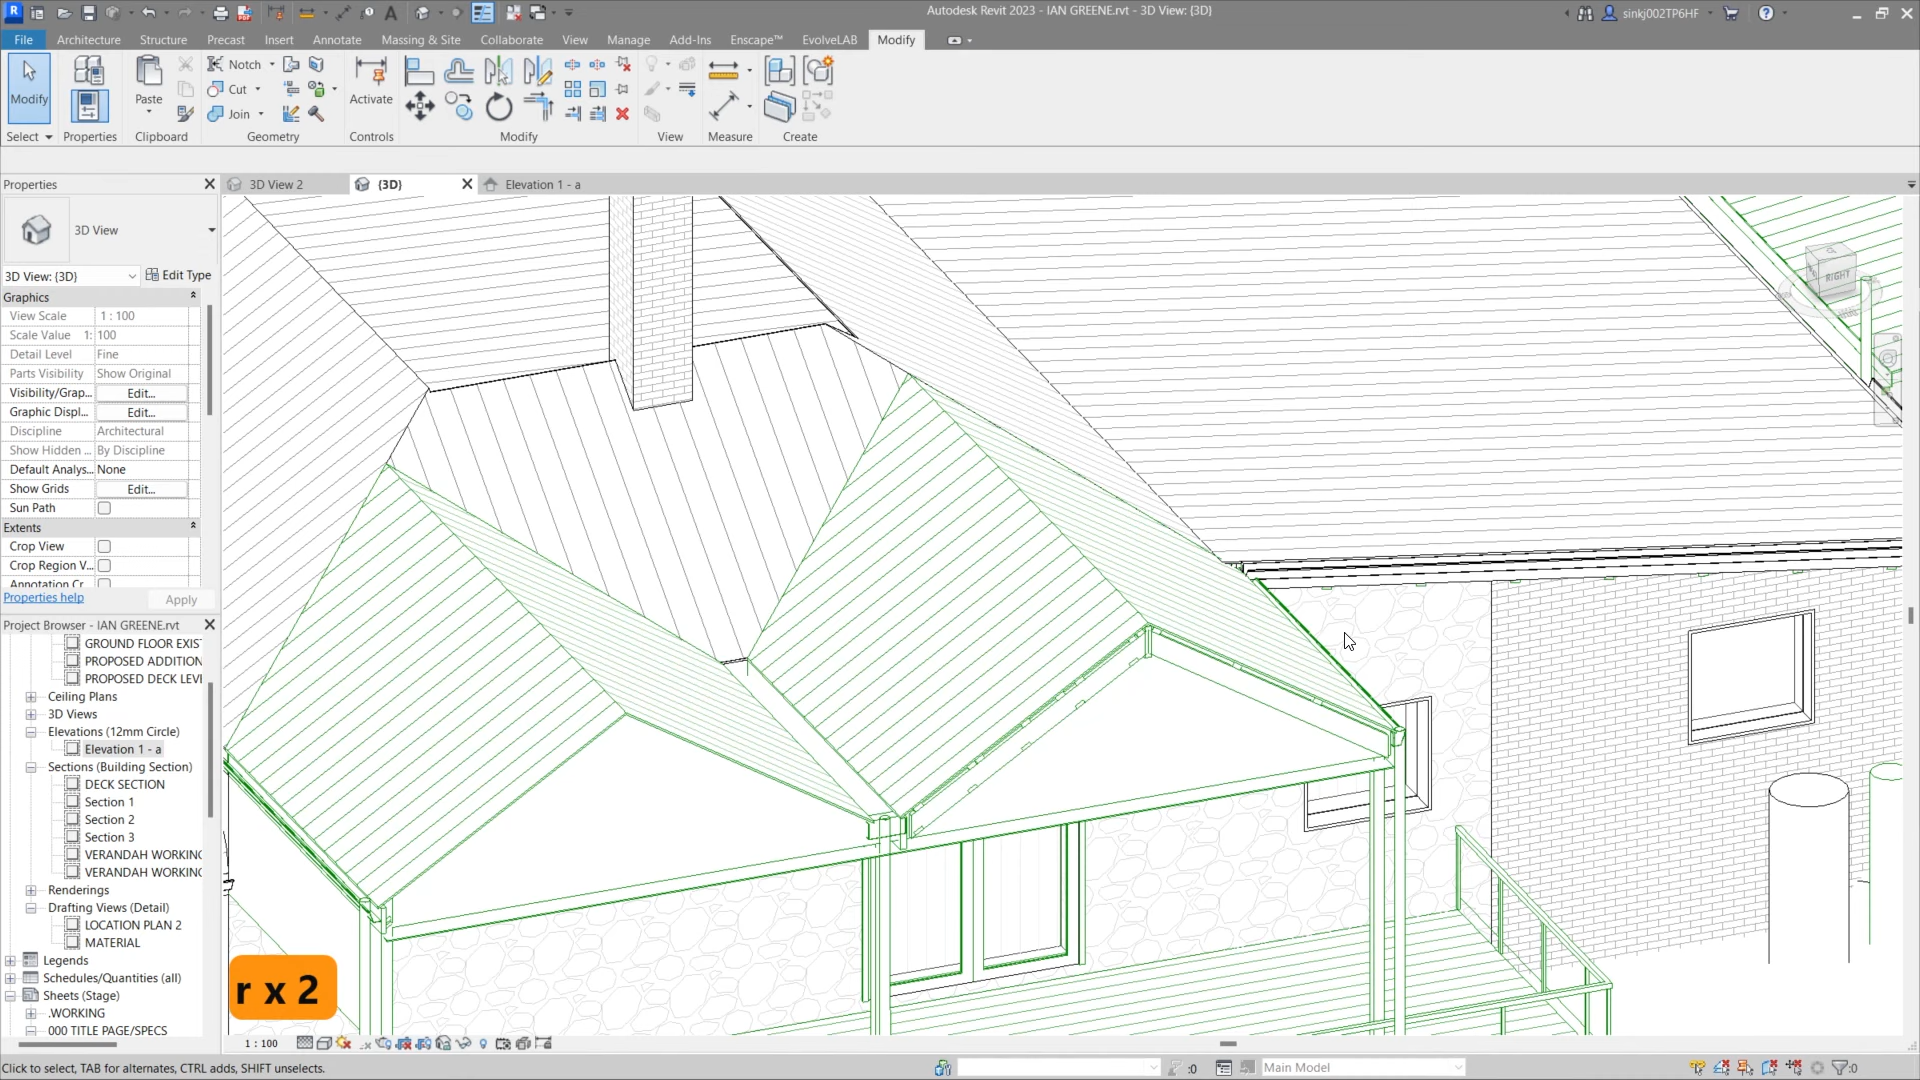 Autodesk Revit 2023 - IAN GREENE.rvt - 3D View: {3D}
sinkj002TP6HF
File Architecture Structure Precast Insert Annotate Massing & Site Collaborate View Manage Add-Ins Enscape™ EvolveLAB Modify
Modify
Paste
Notch
Cut
Join
Activate
Select Properties Clipboard Geometry Controls Modify View Measure Create
Properties
3D View 2
{3D}
Elevation 1 - a
3D View
3D View: {3D}
Edit Type
Graphics
View Scale 1 : 100
Scale Value 1: 100
Detail Level Fine
Parts Visibility Show Original
Visibility/Grap... Edit...
Graphic Displ... Edit...
Discipline Architectural
Show Hidden ... By Discipline
Default Analys... None
Show Grids Edit...
Sun Path
Extents
Crop View
Crop Region V...
Annotation Cr
Properties help
Apply
Project Browser - IAN GREENE.rvt
GROUND FLOOR EXIST
PROPOSED ADDITION
PROPOSED DECK LEVE
Ceiling Plans
3D Views
Elevations (12mm Circle)
Elevation 1 - a
Sections (Building Section)
DECK SECTION
Section 1
Section 2
Section 3
VERANDAH WORKING
VERANDAH WORKING
Renderings
Drafting Views (Detail)
LOCATION PLAN 2
MATERIAL
Legends
Schedules/Quantities (all)
Sheets (Stage)
.WORKING
000 TITLE PAGE/SPECS
RIGHT
r x 2
1 : 100
Click to select, TAB for alternates, CTRL adds, SHIFT unselects.
:0
Main Model
:0